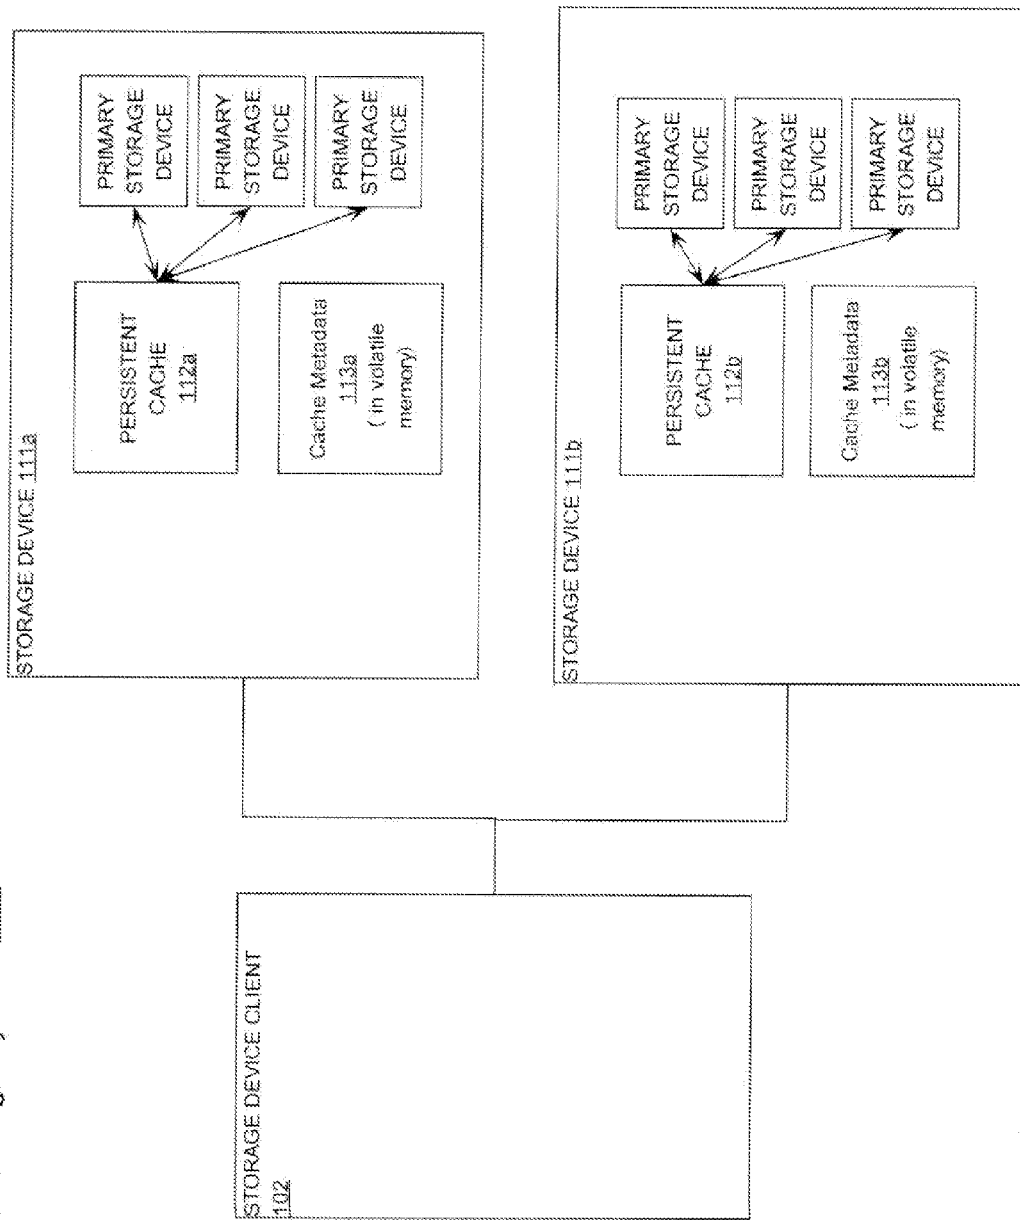 STORAGE DEVICE CLIENT
102
STORAGE DEVICE 111a
PERSISTENT
CACHE
112a
Cache Metadata
113a
( in volatile
memory)
PRIMARY
STORAGE
DEVICE
PRIMARY
STORAGE
DEVICE
PRIMARY
STORAGE
DEVICE
STORAGE DEVICE 111b
PERSISTENT
CACHE
112b
Cache Metadata
113b
( in volatile
memory)
PRIMARY
STORAGE
DEVICE
PRIMARY
STORAGE
DEVICE
PRIMARY
STORAGE
DEVICE